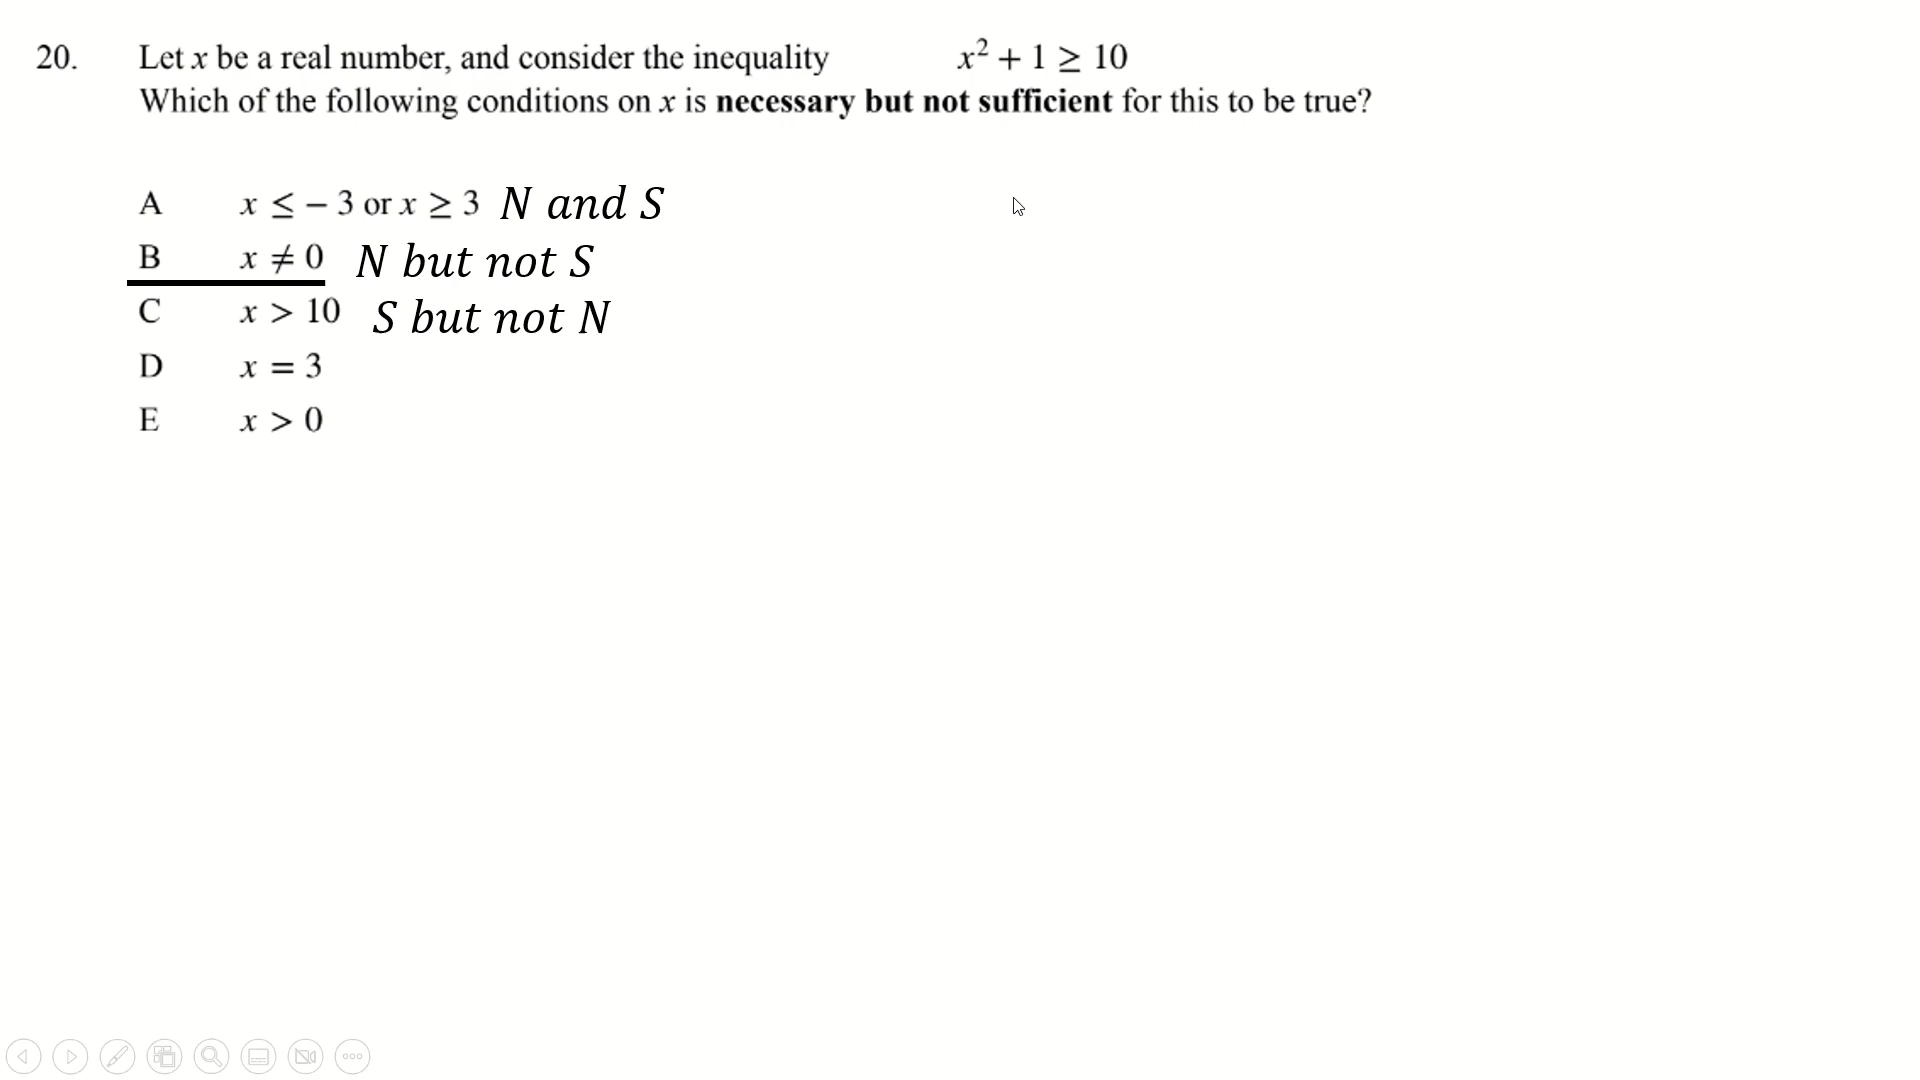 20. Let x be a real number, and consider the inequality x² + 1 ≥ 10
Which of the following conditions on x is necessary but not sufficient for this to be true?
A x ≤ − 3 or x ≥ 3 N and S
B x ≠ 0 N but not S
C x > 10 S but not N
D x = 3
E x > 0